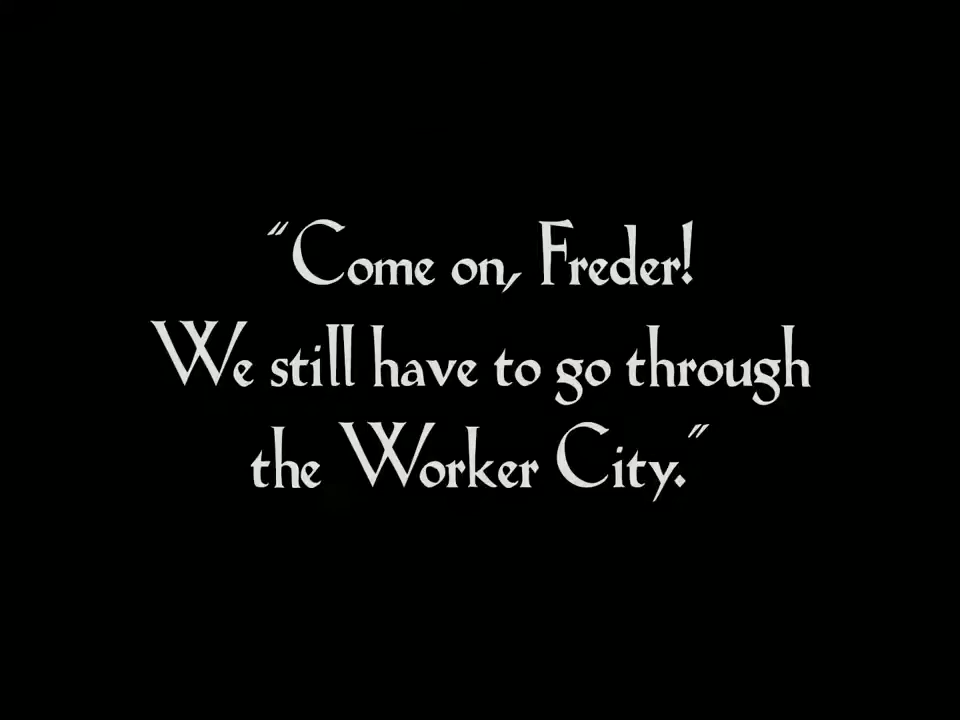 "Come on, Freder!
We still have to go through
the Worker City."